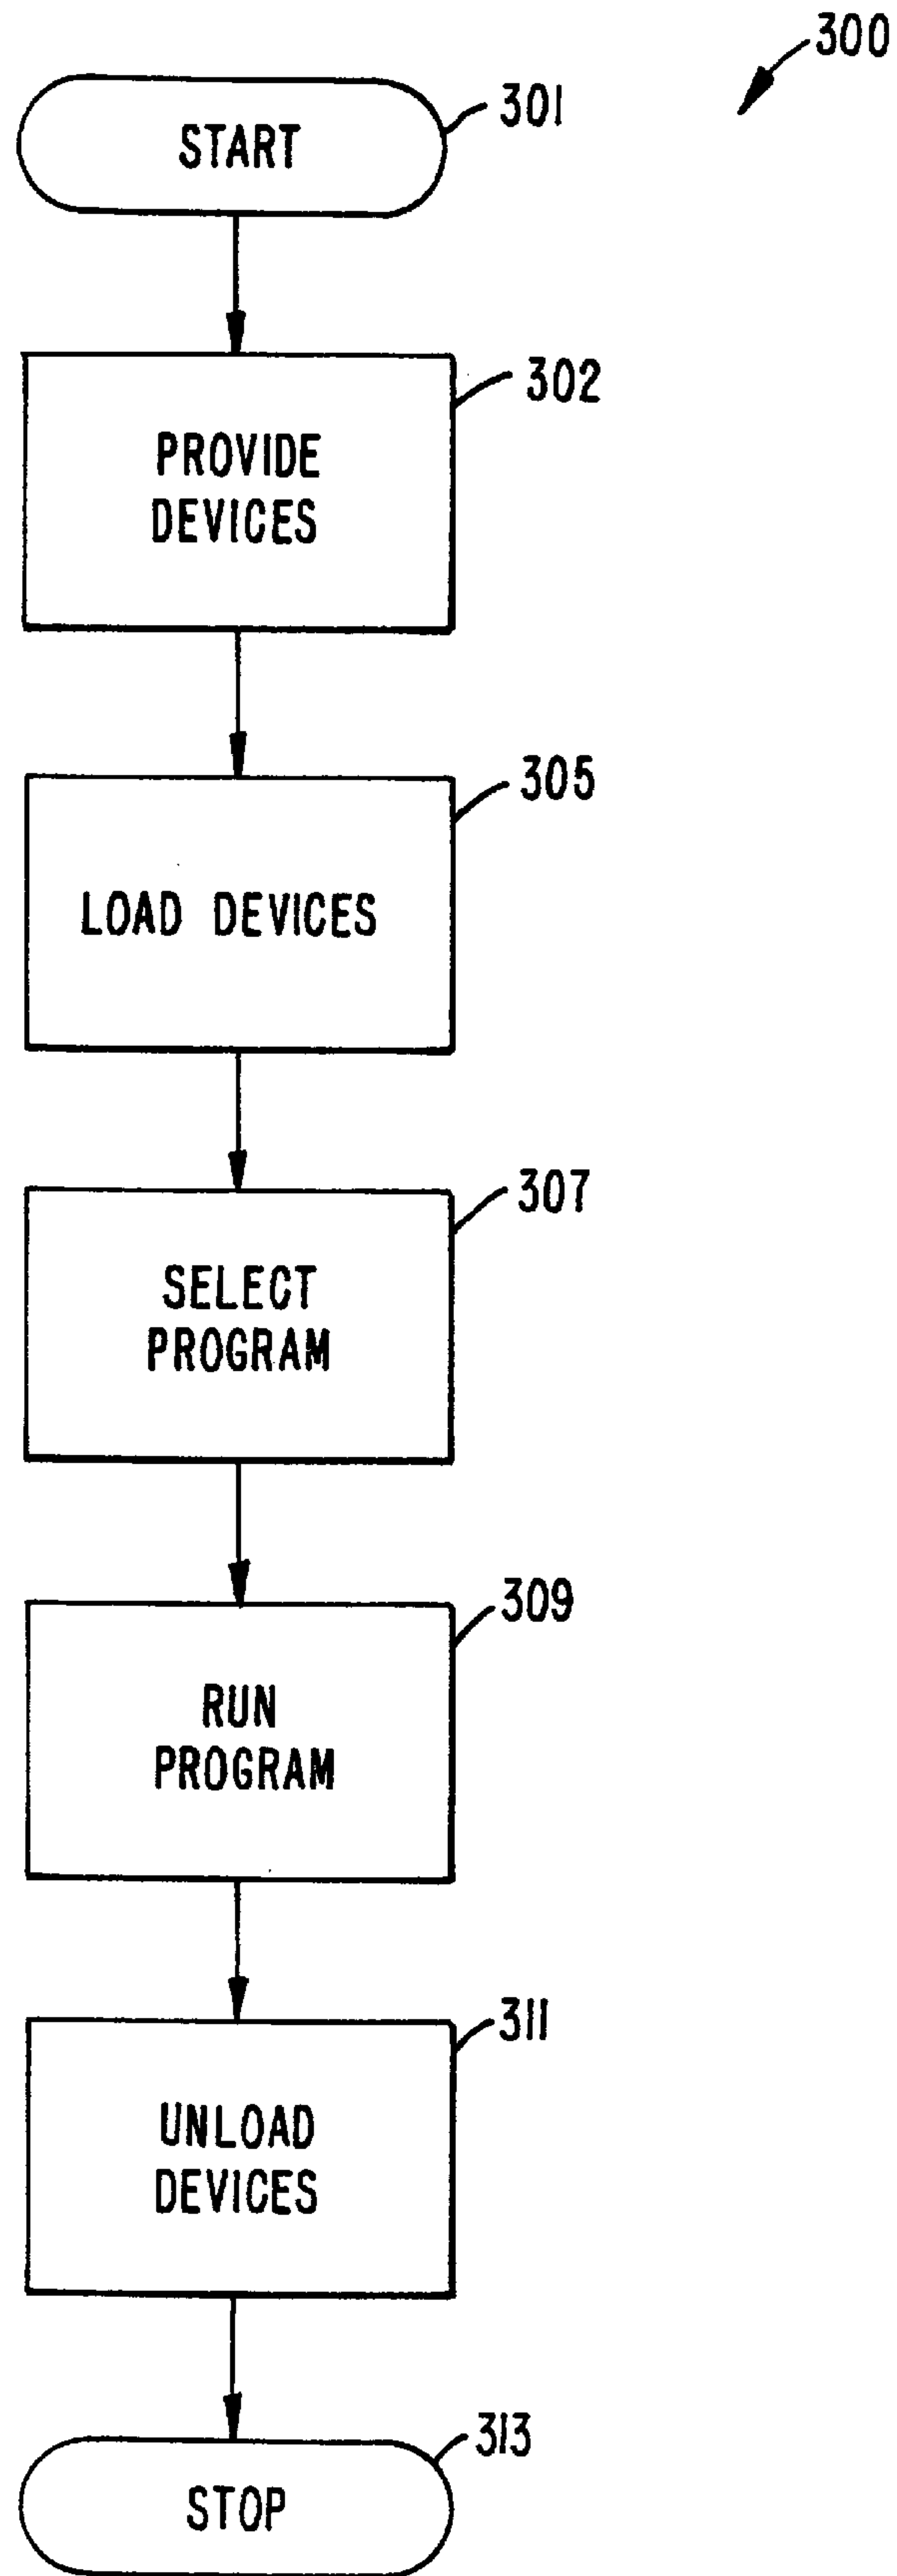 300
301
START
302
PROVIDE
DEVICES
305
LOAD DEVICES
307
SELECT
PROGRAM
309
RUN
PROGRAM
311
UNLOAD
DEVICES
313
STOP